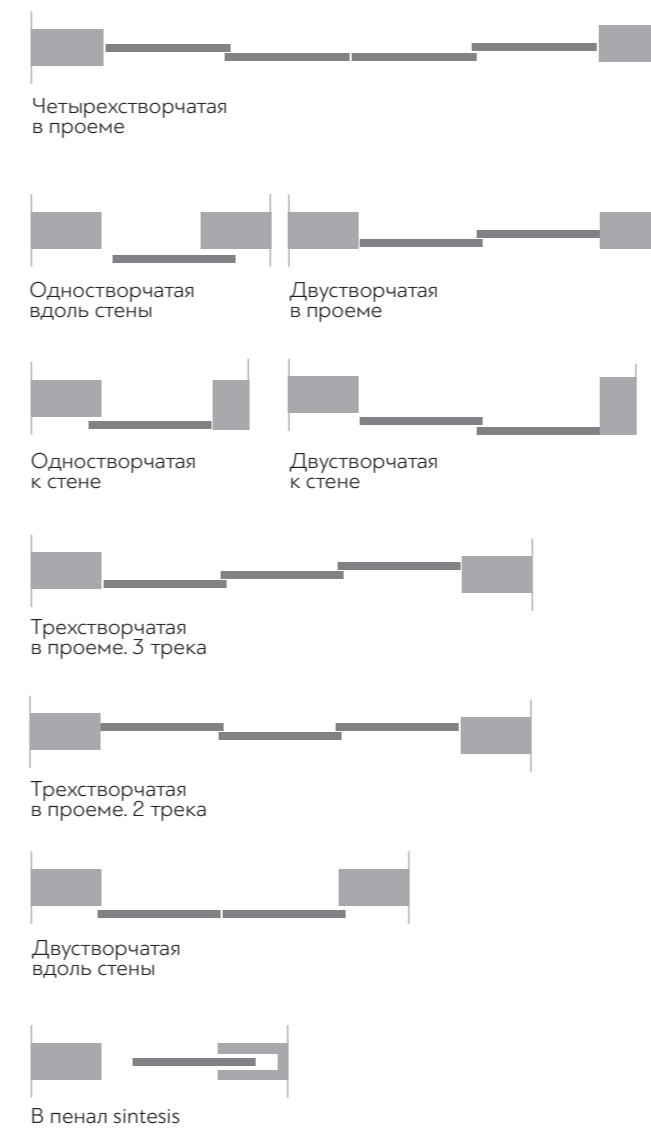 Четырехстворчатая
в проеме
Одностворчатая
вдоль стены
Двустворчатая
в проеме
Одностворчатая
к стене
Двустворчатая
к стене
Трехстворчатая
в проеме. 3 трека
Трехстворчатая
в проеме. 2 трека
Двустворчатая
вдоль стены
В пенал sintesis